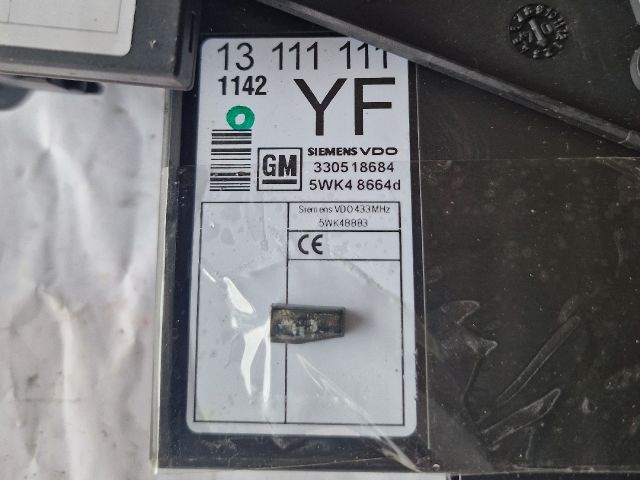 13 111 111
1142
YF
GM
SIEMENS VDO
330518684
5WK4 8664d
Siemens VDO 433MHz
5WK48883
CE